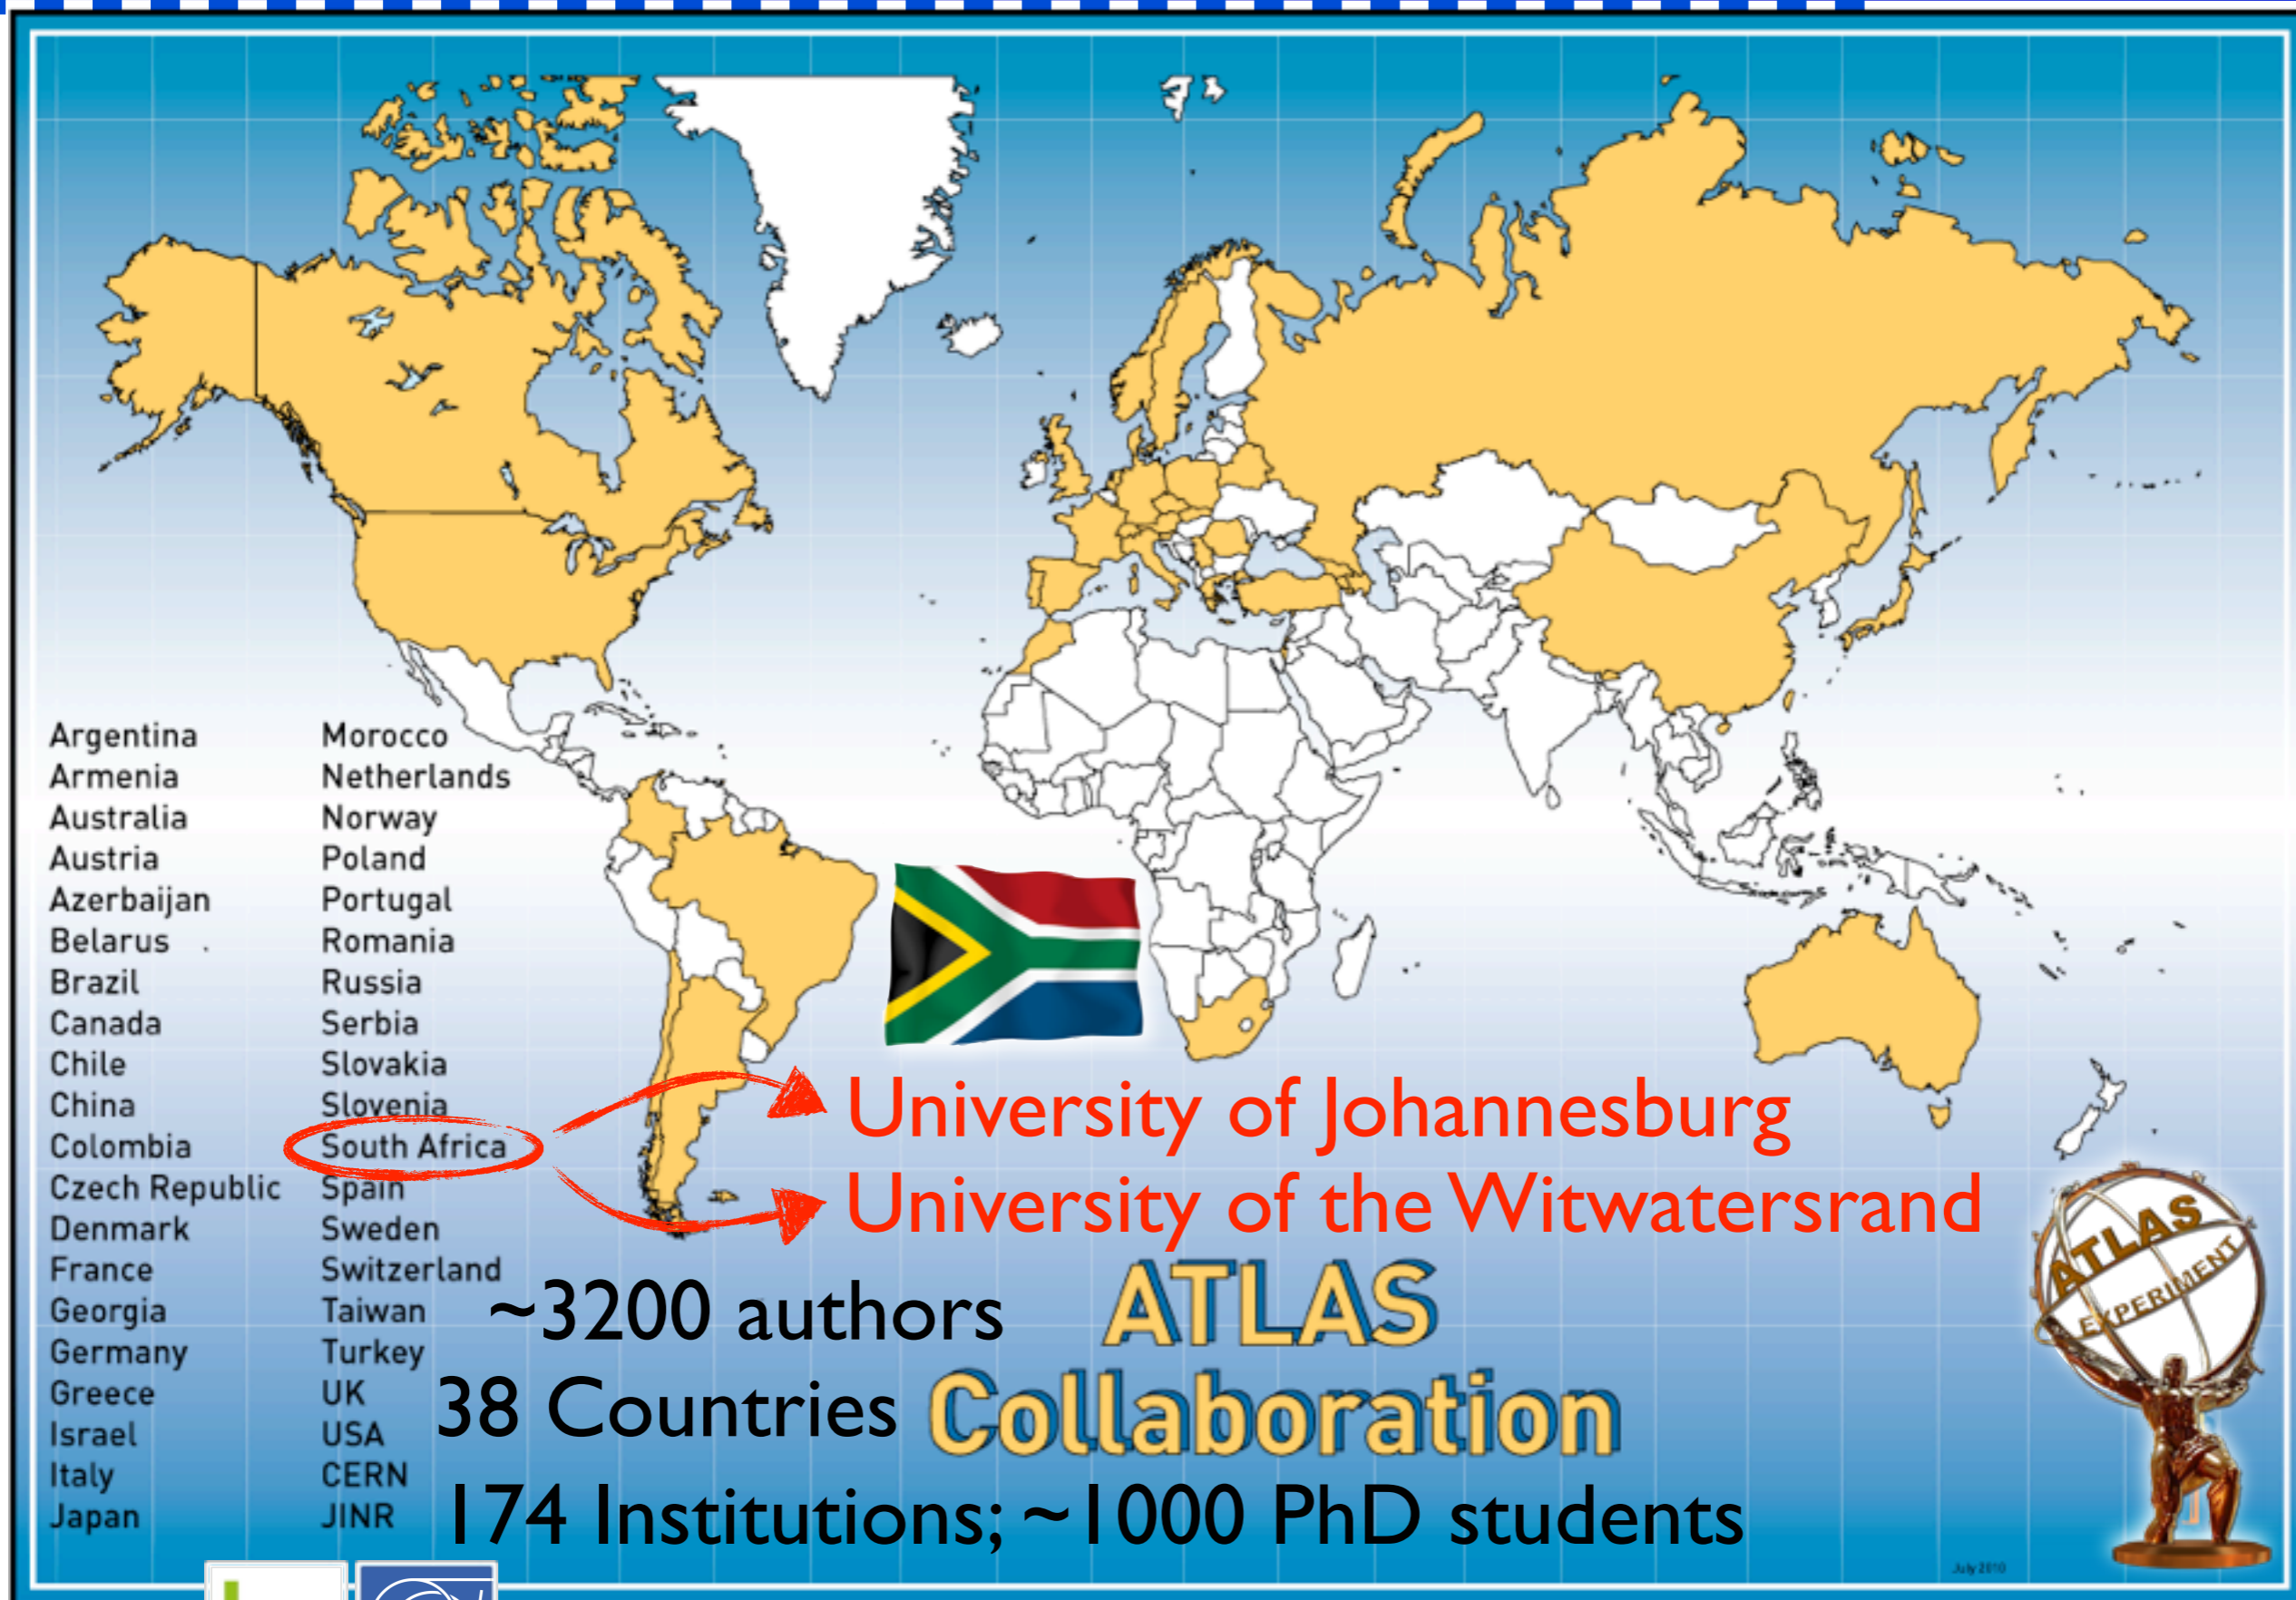 Argentina
Armenia
Australia
Austria
Azerbaijan
Belarus
Brazil
Canada
Chile
China
Colombia
Czech Republic
Denmark
France
Georgia
Germany
Greece
Israel
Italy
Japan
Morocco
Netherlands
Norway
Poland
Portugal
Romania
Russia
Serbia
Slovakia
Slovenia
South Africa
Spain
Sweden
Switzerland
Taiwan
Turkey
UK
USA
CERN
JINR
University of Johannesburg
University of the Witwatersrand
~3200 authors
38 Countries
174 Institutions; ~1000 PhD students
ATLAS
Collaboration
ATLAS
EXPERIMENT
July 2010